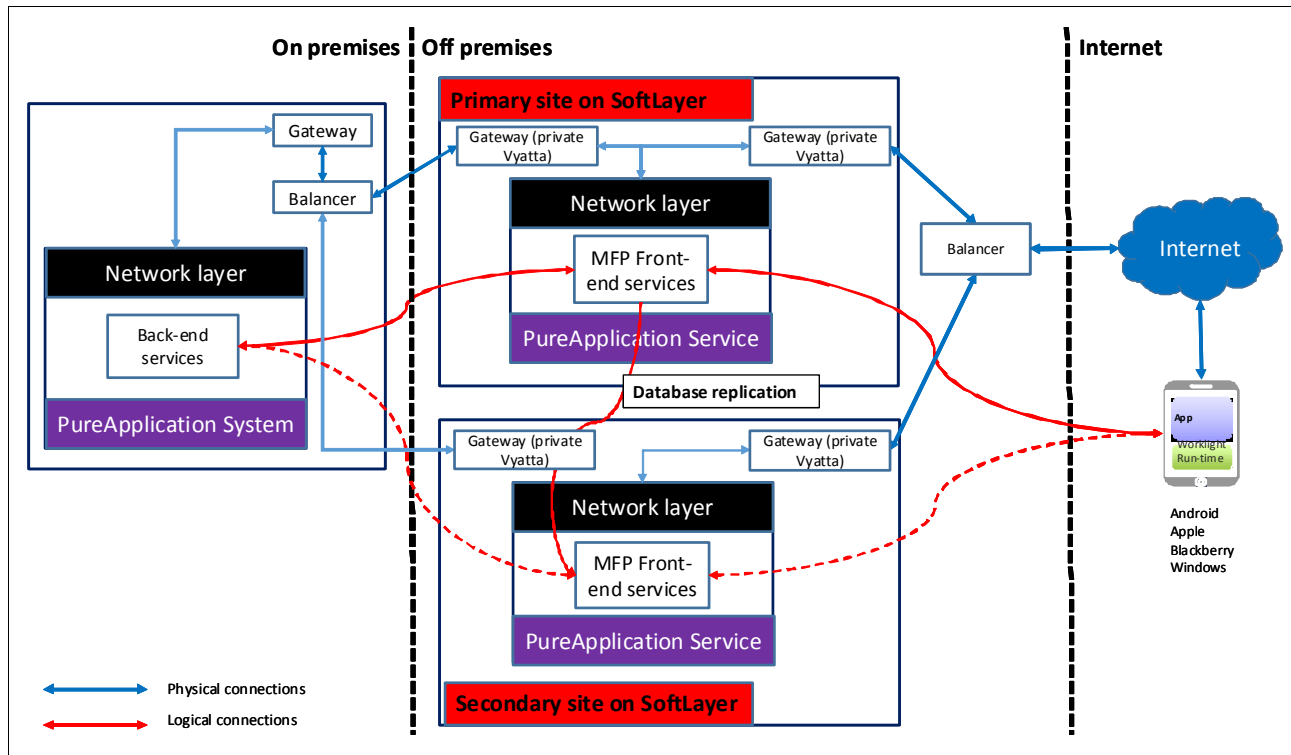 On premises
Off premises
Internet
Primary site on SoftLayer
Gateway
Balancer
Network layer
Back-end
services
PureApplication System
Gateway (private
Vyatta)
Gateway (private
Vyatta)
Network layer
MFP Front-
end services
PureApplication Service
Balancer
Internet
Database replication
App
Worklight
Run-time
Android
Apple
Blackberry
Windows
Gateway (private
Vyatta)
Gateway (private
Vyatta)
Network layer
MFP Front-
end services
PureApplication Service
Secondary site on SoftLayer
Physical connections
Logical connections